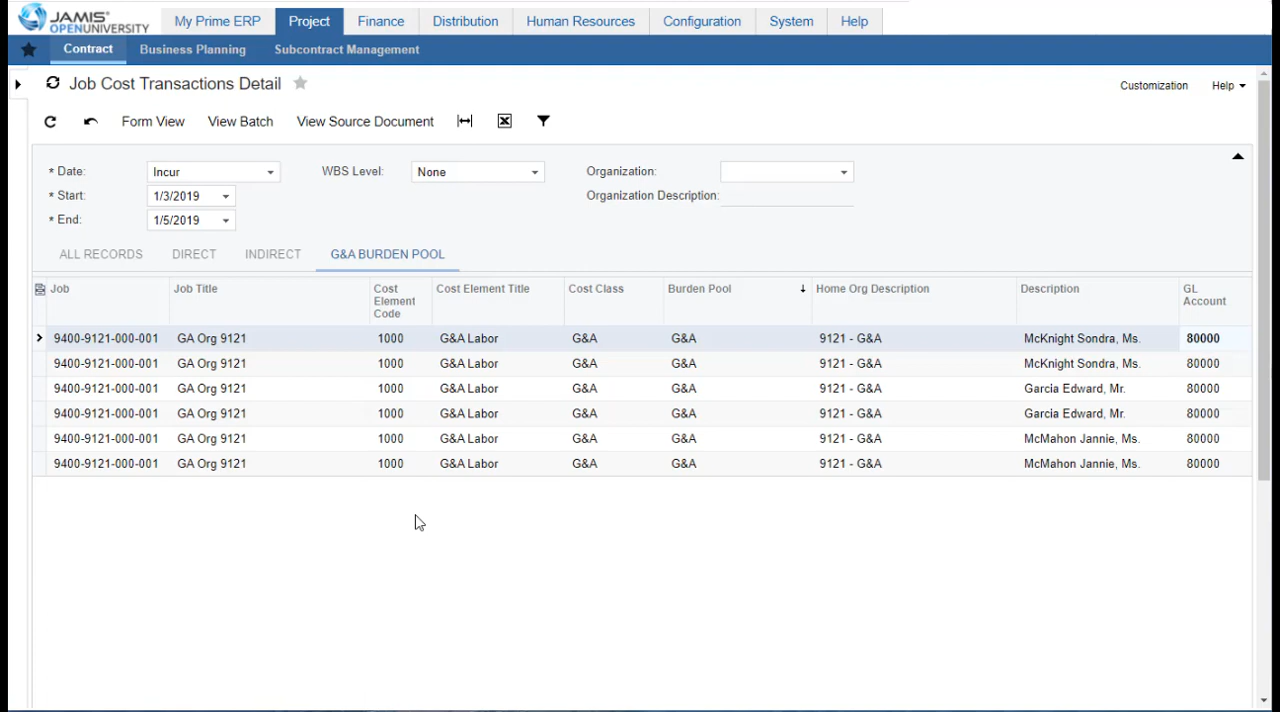 JAMIS
OPENUNIVERSITY
My Prime ERP Project Finance Distribution Human Resources Configuration System Help
Contract Business Planning Subcontract Management
Job Cost Transactions Detail Customization Help
Form View View Batch View Source Document
* Date: Incur WBS Level: None Organization:
* Start: 1/3/2019 Organization Description:
* End: 1/5/2019
ALL RECORDS DIRECT INDIRECT G&A BURDEN POOL
Job Job Title Cost Element Code Cost Element Title Cost Class Burden Pool Home Org Description Description GL Account
9400-9121-000-001 GA Org 9121 1000 G&A Labor G&A G&A 9121 - G&A McKnight Sondra, Ms. 80000
9400-9121-000-001 GA Org 9121 1000 G&A Labor G&A G&A 9121 - G&A McKnight Sondra, Ms. 80000
9400-9121-000-001 GA Org 9121 1000 G&A Labor G&A G&A 9121 - G&A Garcia Edward, Mr. 80000
9400-9121-000-001 GA Org 9121 1000 G&A Labor G&A G&A 9121 - G&A Garcia Edward, Mr. 80000
9400-9121-000-001 GA Org 9121 1000 G&A Labor G&A G&A 9121 - G&A McMahon Jannie, Ms. 80000
9400-9121-000-001 GA Org 9121 1000 G&A Labor G&A G&A 9121 - G&A McMahon Jannie, Ms. 80000